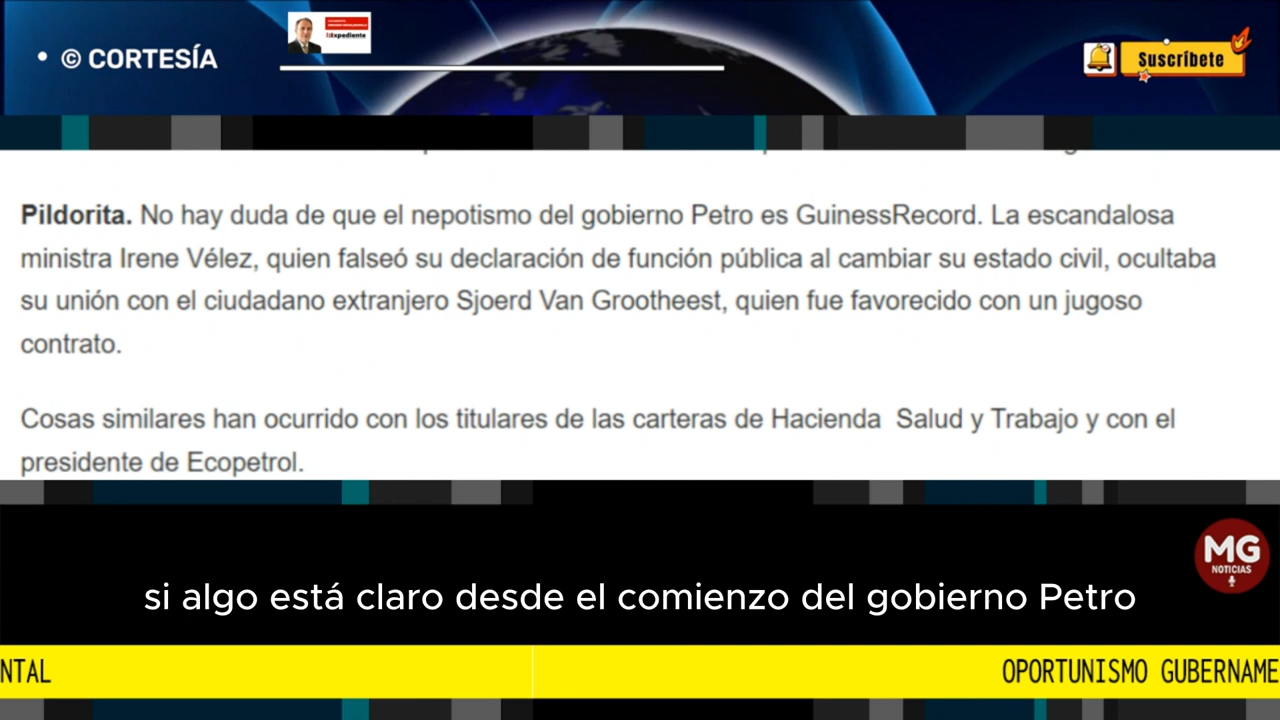 • © CORTESÍA
Suscríbete
Pildorita. No hay duda de que el nepotismo del gobierno Petro es GuinessRecord. La escandalosa
ministra Irene Vélez, quien falseó su declaración de función pública al cambiar su estado civil, ocultaba
su unión con el ciudadano extranjero Sjoerd Van Grootheest, quien fue favorecido con un jugoso
contrato.
Cosas similares han ocurrido con los titulares de las carteras de Hacienda  Salud y Trabajo y con el
presidente de Ecopetrol.
MG
NOTICIAS
si algo está claro desde el comienzo del gobierno Petro
NTAL
OPORTUNISMO GUBERNAME